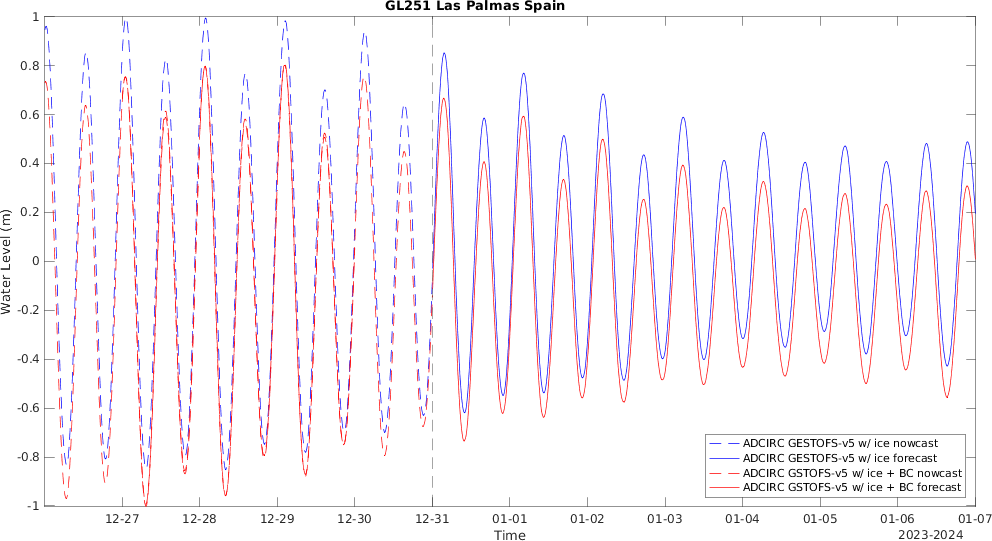 GL251 Las Palmas Spain
Water Level (m)
1
0.8
0.6
0.4
0.2
0
-0.2
-0.4
-0.6
-0.8
-1
12-27 12-28 12-29 12-30 12-31 01-01 01-02 01-03 01-04 01-05 01-06 01-07
Time
2023-2024
ADCIRC GESTOFS-v5 w/ ice nowcast
ADCIRC GESTOFS-v5 w/ ice forecast
ADCIRC GSTOFS-v5 w/ ice + BC nowcast
ADCIRC GSTOFS-v5 w/ ice + BC forecast